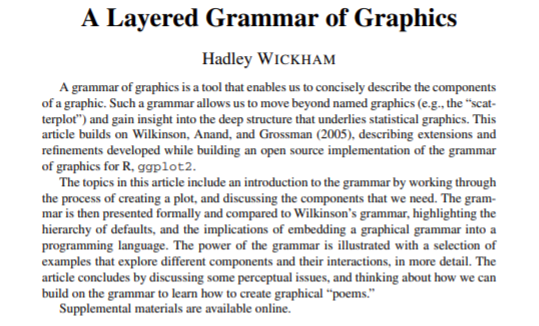 A Layered Grammar of Graphics
Hadley WICKHAM
A grammar of graphics is a tool that enables us to concisely describe the components
of a graphic. Such a grammar allows us to move beyond named graphics (e.g., the “scat-
terplot”) and gain insight into the deep structure that underlies statistical graphics. This
article builds on Wilkinson, Anand, and Grossman (2005), describing extensions and
refinements developed while building an open source implementation of the grammar
of graphics for R, ggplot2.
The topics in this article include an introduction to the grammar by working through
the process of creating a plot, and discussing the components that we need. The gram-
mar is then presented formally and compared to Wilkinson’s grammar, highlighting the
hierarchy of defaults, and the implications of embedding a graphical grammar into a
programming language. The power of the grammar is illustrated with a selection of
examples that explore different components and their interactions, in more detail. The
article concludes by discussing some perceptual issues, and thinking about how we can
build on the grammar to learn how to create graphical “poems.”
Supplemental materials are available online.